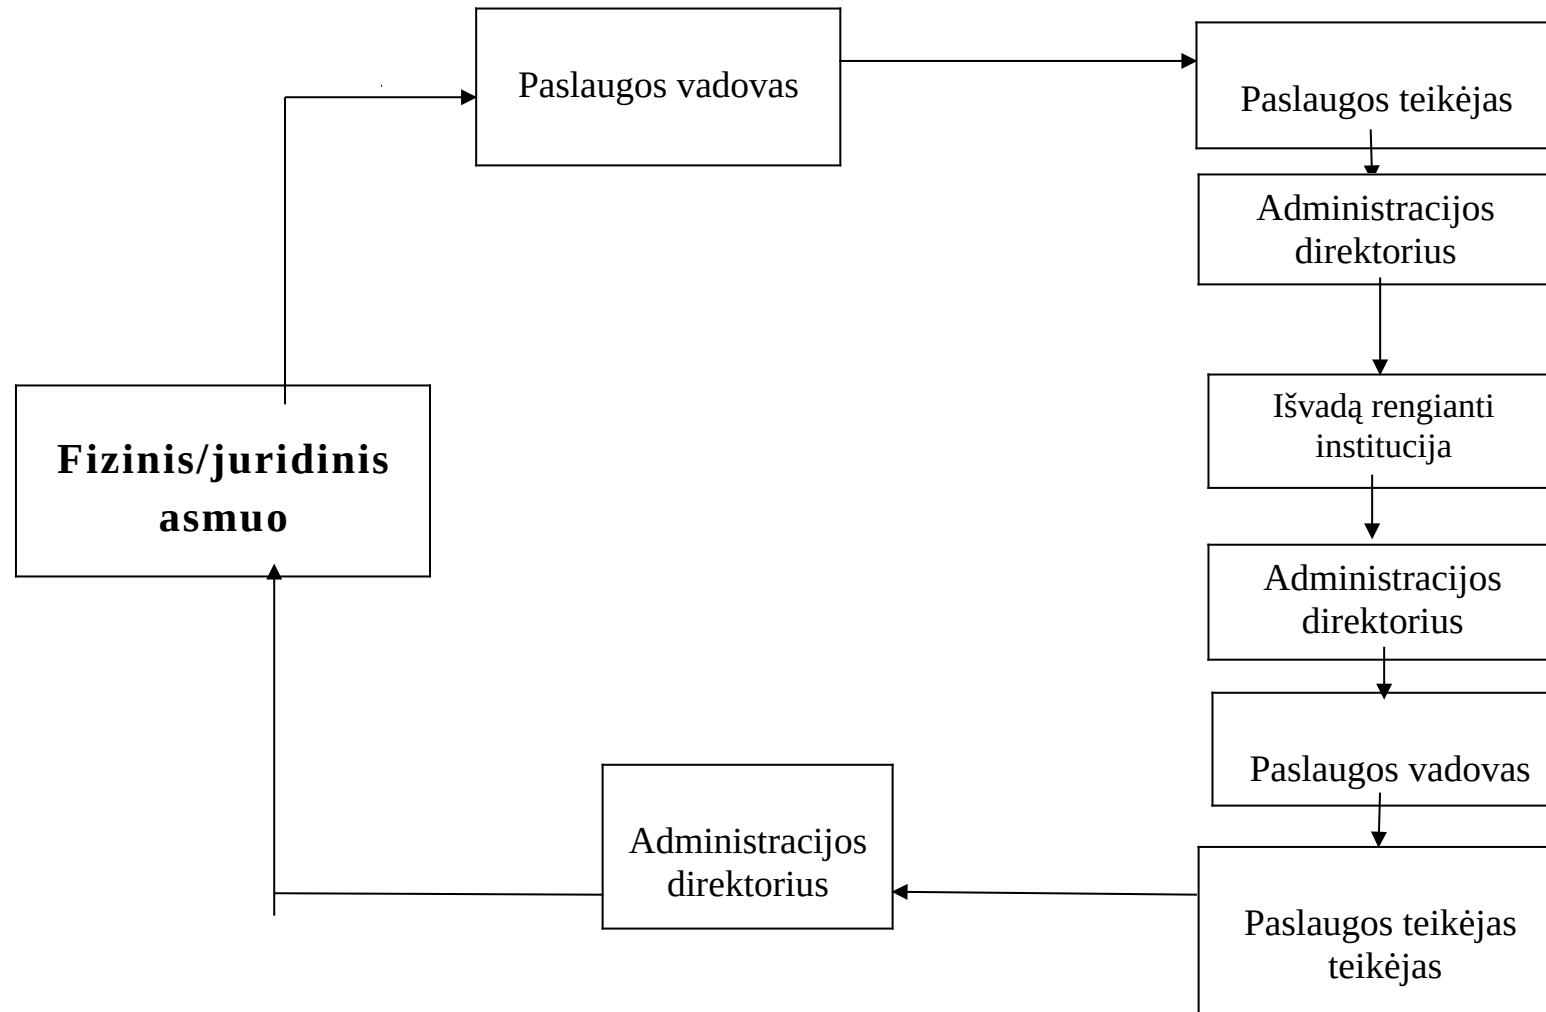 Paslaugos vadovas
Paslaugos teikėjas
Administracijos
direktorius
Išvadą rengianti
institucija
Fizinis/juridinis
asmuo
Administracijos
direktorius
Paslaugos vadovas
Administracijos
direktorius
Paslaugos teikėjas
teikėjas